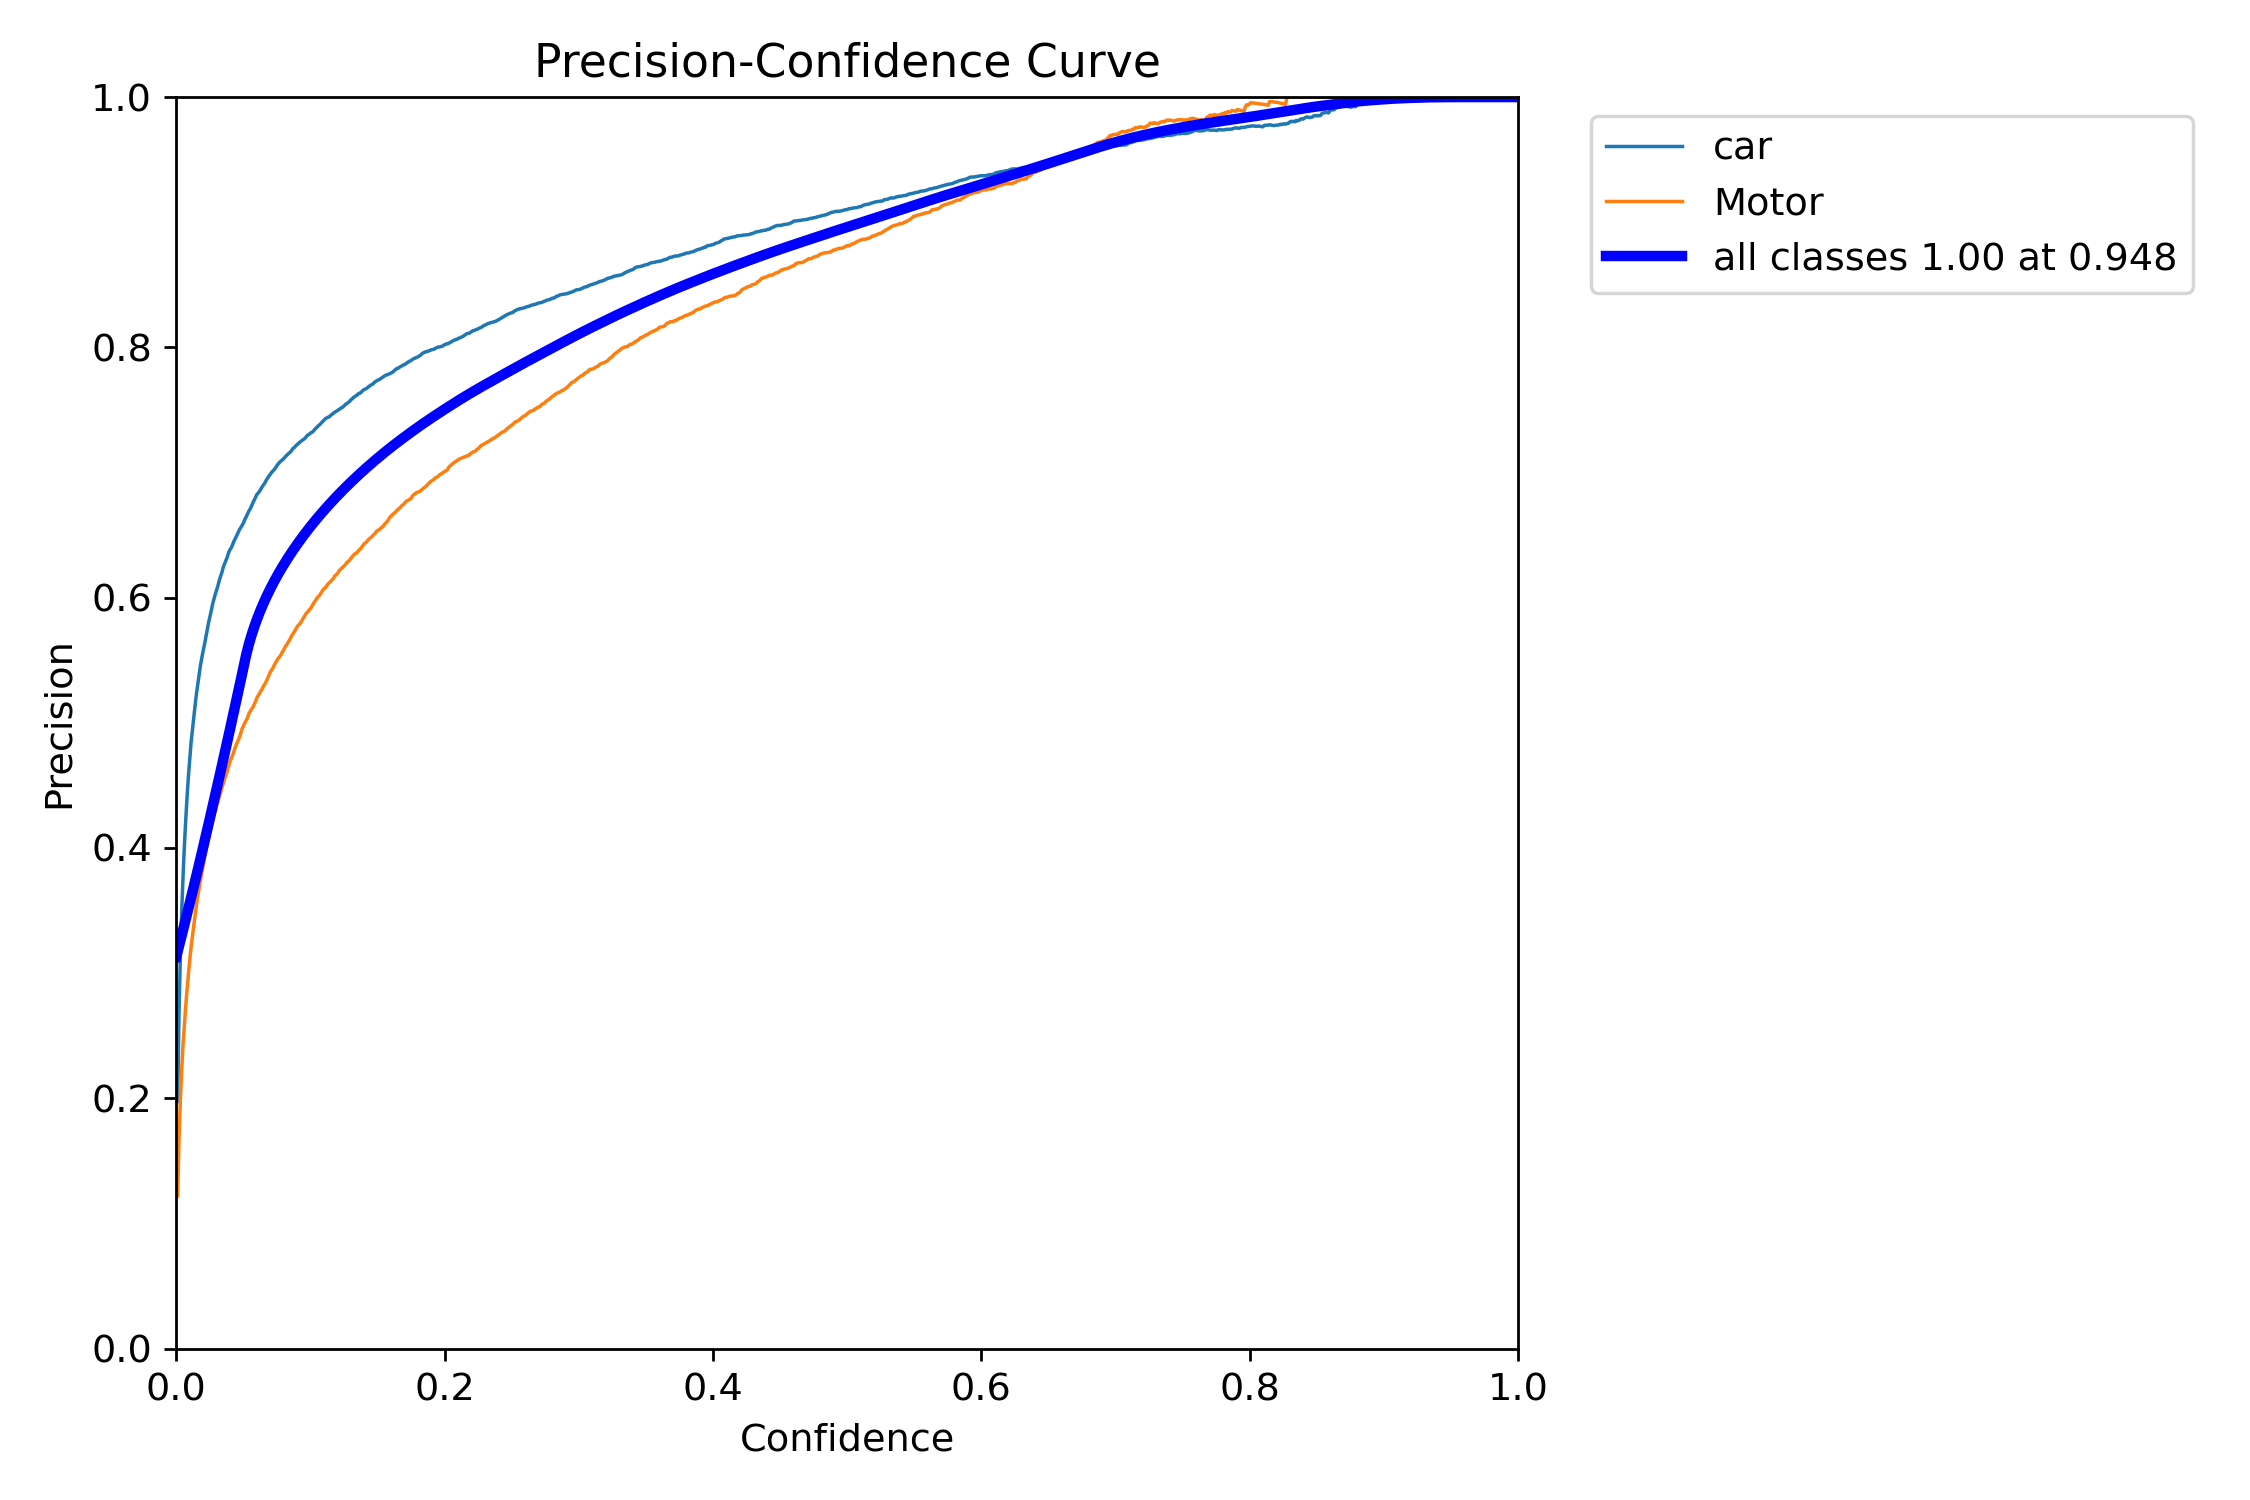 Precision-Confidence Curve
1.0
0.8
0.6
0.4
0.2
0.0
Precision
0.0 0.2 0.4 0.6 0.8 1.0
Confidence
car
Motor
all classes 1.00 at 0.948